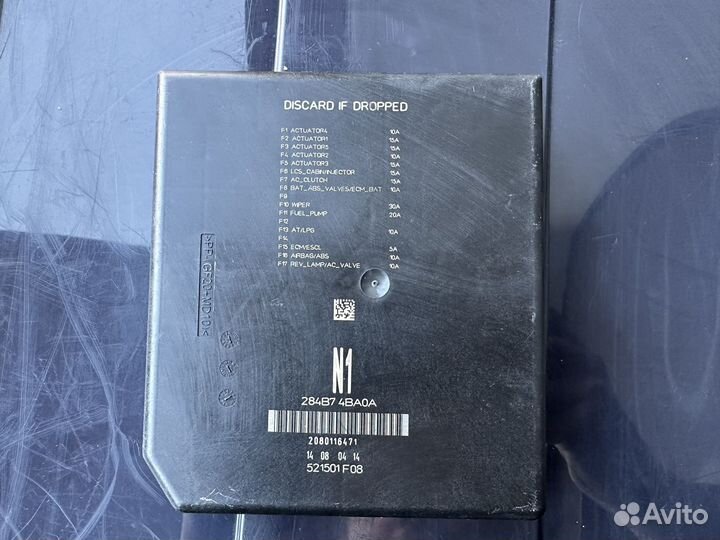 DISCARD IF DROPPED
F1 ACTUATOR4 10A
F2 ACTUATOR1 15A
F3 ACTUATOR5 15A
F4 ACTUATOR2 10A
F5 ACTUATOR3 15A
F6 LCS_CABIN/INJECTOR 15A
F7 AC_CLUTCH 15A
F8 BAT_ABS_VALVES/ECM_BAT 10A
F9
F10 WIPER 30A
F11 FUEL_PUMP 20A
F12
F13 AT/LPG 10A
F14
F15 ECM/ESCL 5A
F16 AIRBAG/ABS 10A
F17 REV_LAMP/AC_VALVE 10A
N1
284B7 4BA0A
2080116471
14 08 04 14
521501F08
Avito